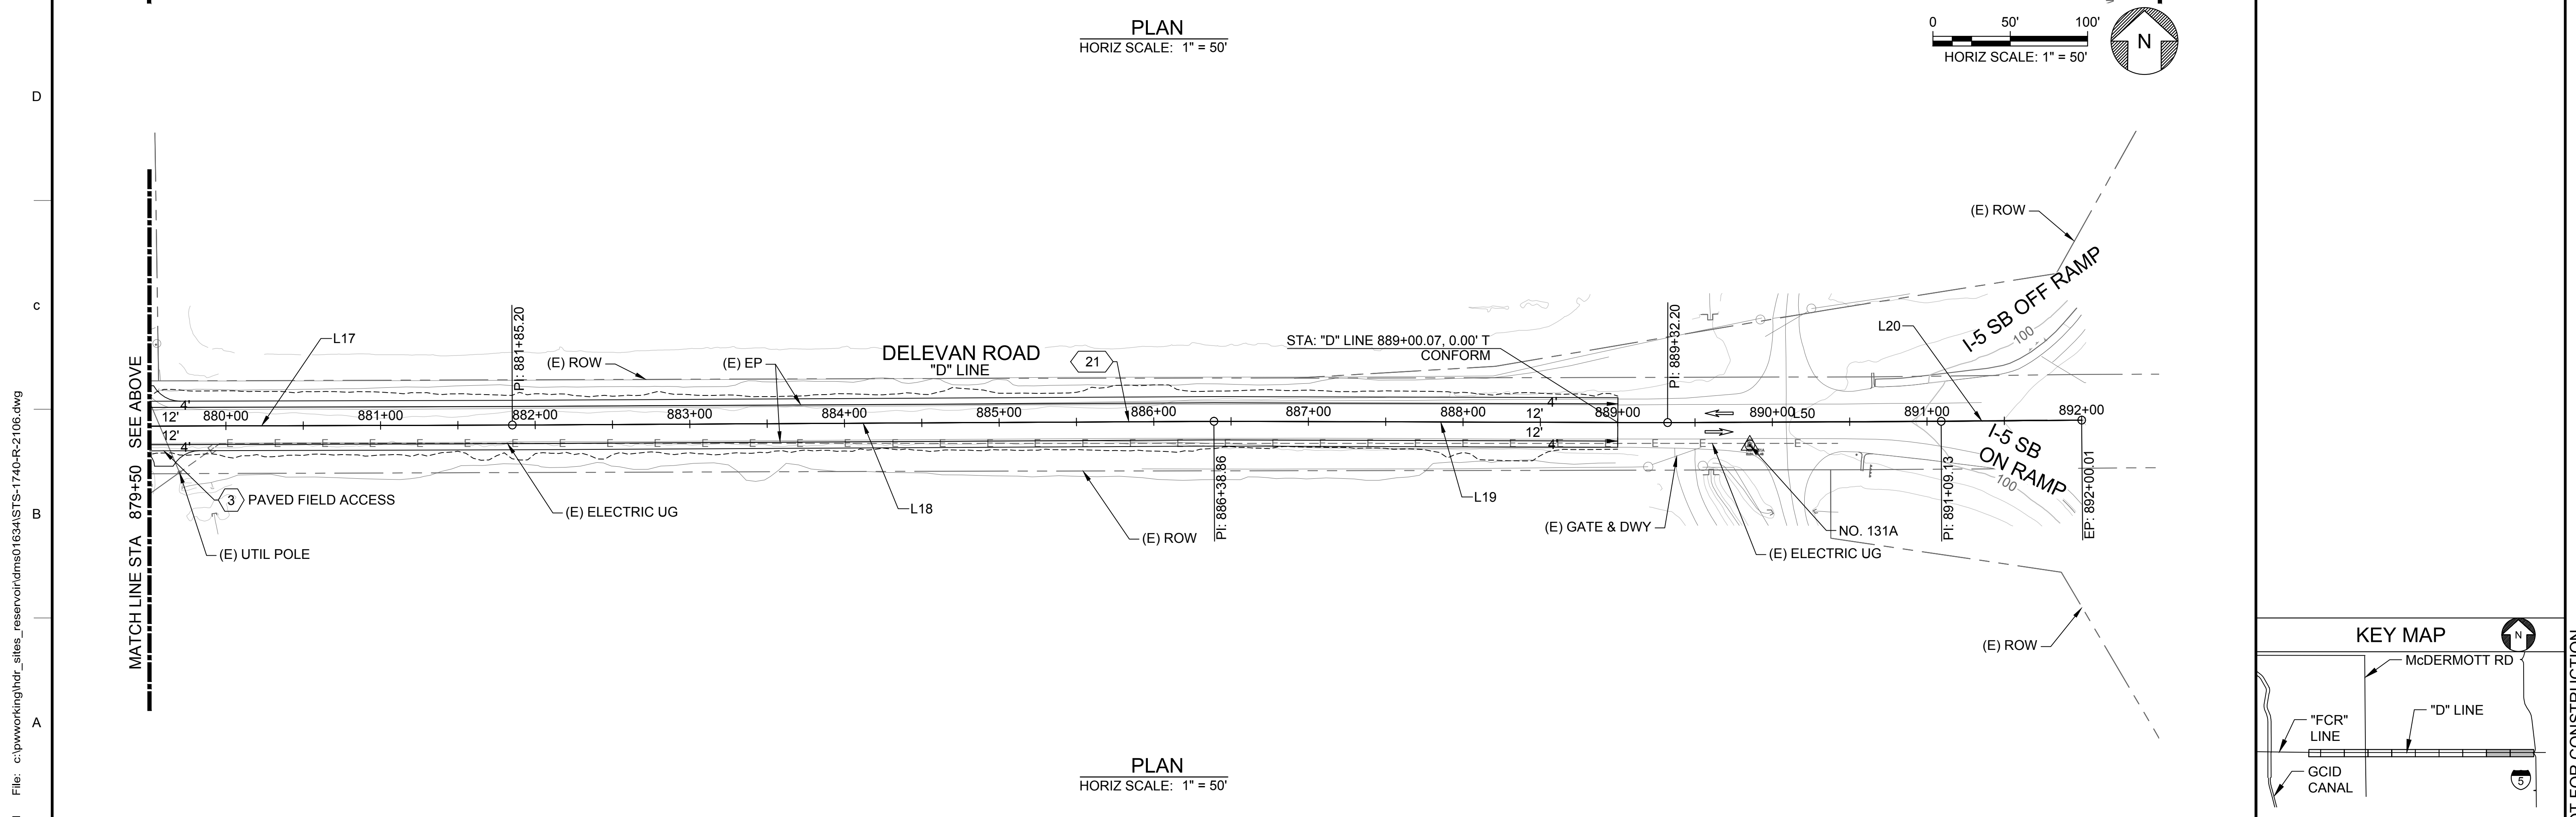 PLAN
HORIZ SCALE: 1" = 50'
0 50' 100'
HORIZ SCALE: 1" = 50'
N
D
c
B
A
File: c:\pwworking\hdr_sites_reservoir\dms01634\STS-1740-R-2106.dwg
MATCH LINE STA 879+50 SEE ABOVE
(E) ROW
I-5 SB OFF RAMP
100
L20
L17
PI: 881+85.20
(E) ROW
(E) EP
DELEVAN ROAD
"D" LINE
21
STA: "D" LINE 889+00.07, 0.00' T
CONFORM
PI: 889+32.20
4'
12'
880+00 881+00 882+00 883+00 884+00 885+00 886+00 887+00 888+00 889+00 890+00 891+00 892+00
L50
12'
4'
4'
12'
12'
4'
E E E E E E E E E E E E E E E E E E E E E E E E E E E E E E E E E E E
I-5 SB
ON RAMP
100
3 PAVED FIELD ACCESS
(E) UTIL POLE
(E) ELECTRIC UG
L18
(E) ROW
PI: 886+38.86
L19
(E) GATE & DWY
NO. 131A
(E) ELECTRIC UG
PI: 891+09.13
EP: 892+00.01
(E) ROW
PLAN
HORIZ SCALE: 1" = 50'
KEY MAP
N
McDERMOTT RD
"FCR"
LINE
"D" LINE
GCID
CANAL
5
FOR CONSTRUCTION